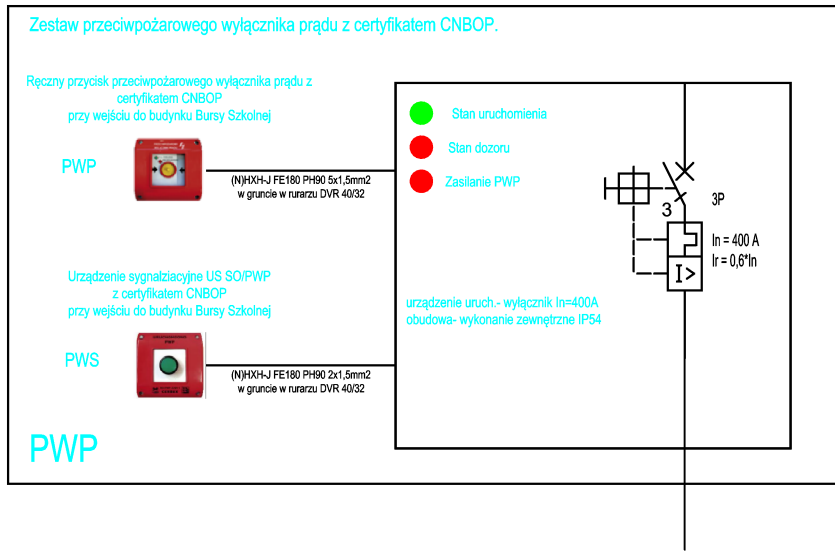 Zestaw przeciwpożarowego wyłącznika prądu z certyfikatem CNBOP.
Ręczny przycisk przeciwpożarowego wyłącznika prądu z
certyfikatem CNBOP
przy wejściu do budynku Bursy Szkolnej
PWP
(N)HXH-J FE180 PH90 5x1,5mm2
w gruncie w rurarzu DVR 40/32
Stan uruchomienia
Stan dozoru
Zasilanie PWP
3
3P
In = 400 A
Ir = 0,6*In
I>
Urządzenie sygnalziacyjne US SO/PWP
z certyfikatem CNBOP
przy wejściu do budynku Bursy Szkolnej
urządzenie uruch.- wyłącznik In=400A
obudowa- wykonanie zewnętrzne IP54
PWS
PWP
(N)HXH-J FE180 PH90 2x1,5mm2
w gruncie w rurarzu DVR 40/32
PWP